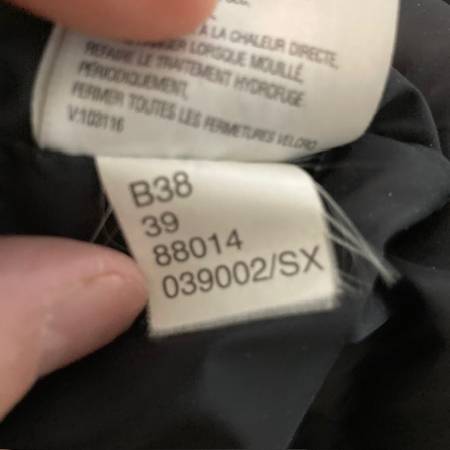 À LA CHALEUR DIRECTE,
LORSQUE MOUILLÉ.
REFAIRE LE TRAITEMENT HYDROFUGE
PÉRIODIQUEMENT.
FERMER TOUTES LES FERMETURES VELCRO
V:103116
B38
39
88014
039002/SX